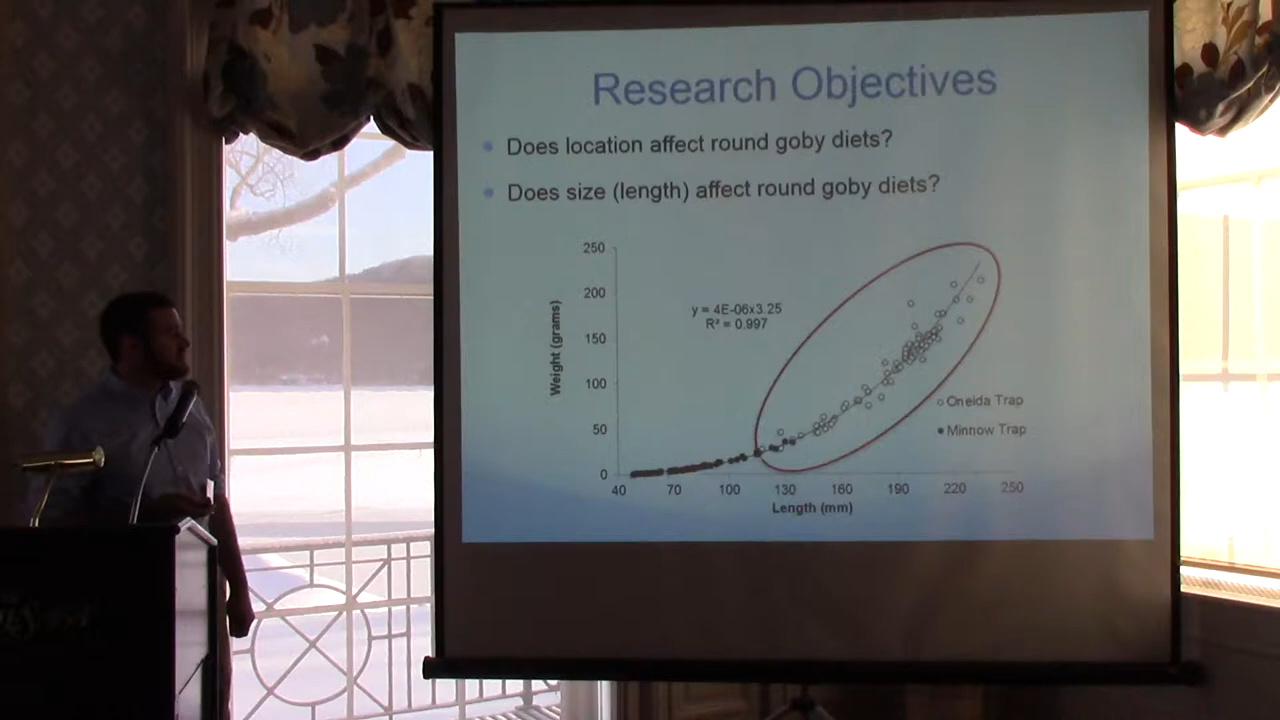 Research Objectives
Does location affect round goby diets?
Does size (length) affect round goby diets?
250
200
150
100
50
0
Weight (grams)
y = 4E-06x3.25
R² = 0.997
Oneida Trap
Minnow Trap
40 70 100 130 160 190 220 250
Length (mm)